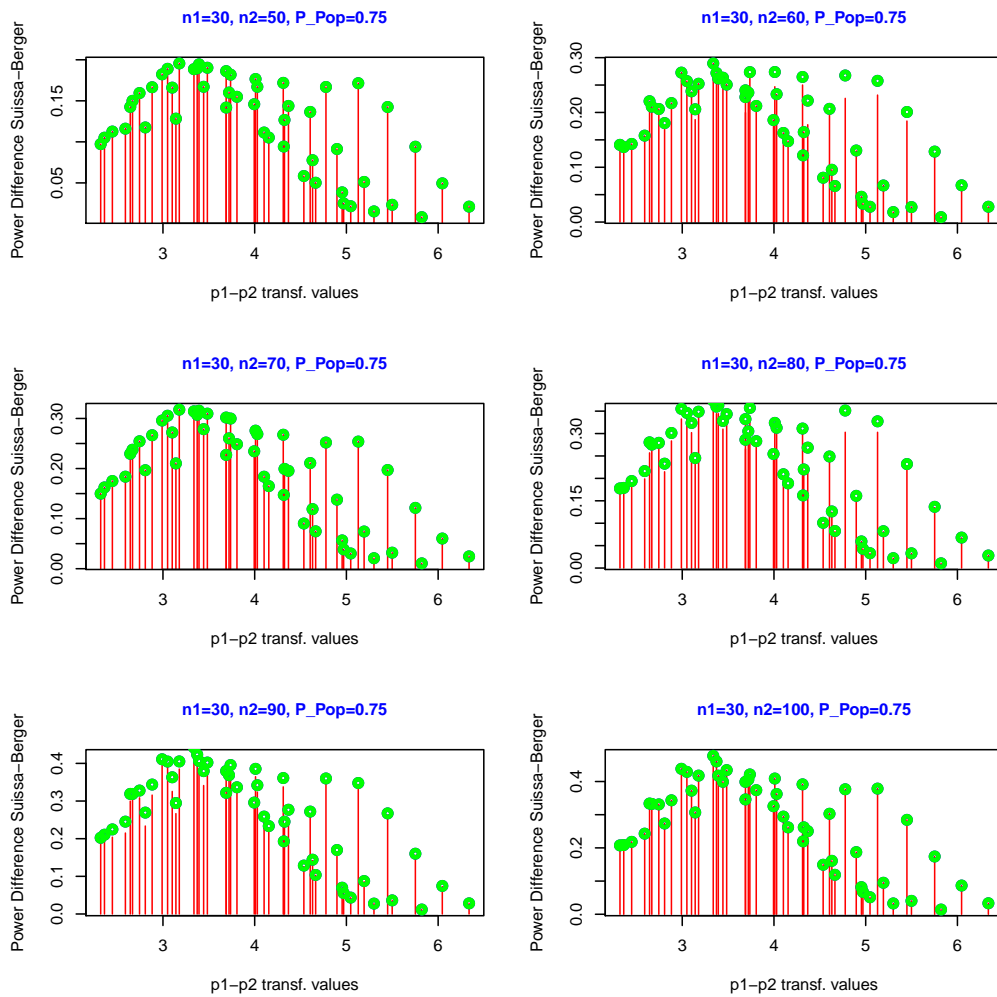 n1=30, n2=50, P_Pop=0.75
Power Difference Suissa−Berger
0.05
0.15
3
4
5
6
p1−p2 transf. values
n1=30, n2=60, P_Pop=0.75
Power Difference Suissa−Berger
0.00
0.10
0.20
0.30
3
4
5
6
p1−p2 transf. values
n1=30, n2=70, P_Pop=0.75
Power Difference Suissa−Berger
0.00
0.10
0.20
0.30
3
4
5
6
p1−p2 transf. values
n1=30, n2=80, P_Pop=0.75
Power Difference Suissa−Berger
0.00
0.15
0.30
3
4
5
6
p1−p2 transf. values
n1=30, n2=90, P_Pop=0.75
Power Difference Suissa−Berger
0.0
0.1
0.2
0.3
0.4
3
4
5
6
p1−p2 transf. values
n1=30, n2=100, P_Pop=0.75
Power Difference Suissa−Berger
0.0
0.2
0.4
3
4
5
6
p1−p2 transf. values